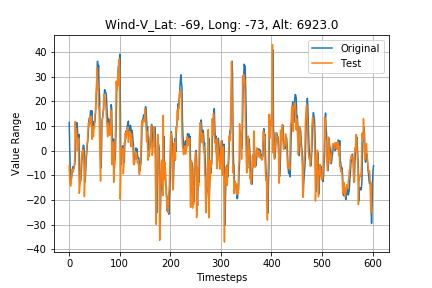 Wind-V_Lat: -69, Long: -73, Alt: 6923.0
Original
Test
Value Range
40
30
20
10
0
−10
−20
−30
−40
0 100 200 300 400 500 600
Timesteps